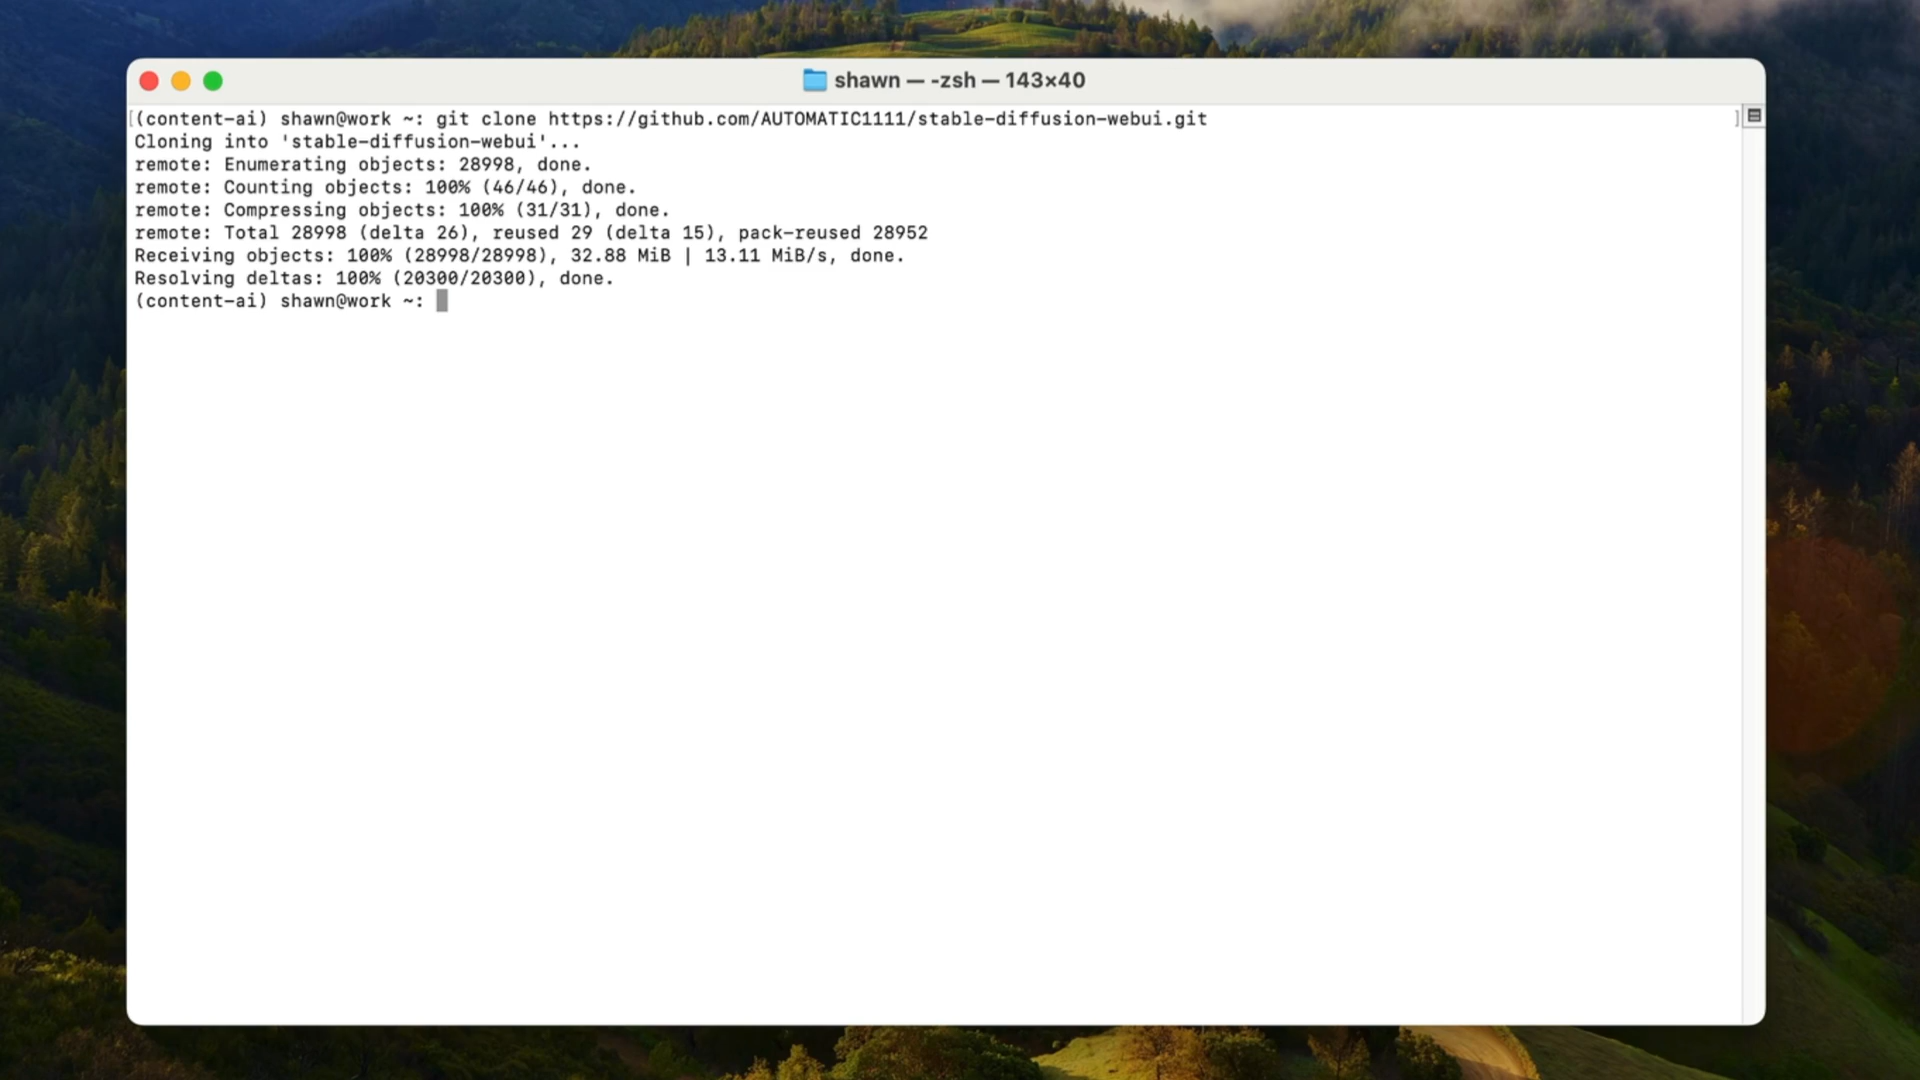 shawn — -zsh — 143×40
[(content-ai) shawn@work ~: git clone https://github.com/AUTOMATIC1111/stable-diffusion-webui.git ]
Cloning into 'stable-diffusion-webui'...
remote: Enumerating objects: 28998, done.
remote: Counting objects: 100% (46/46), done.
remote: Compressing objects: 100% (31/31), done.
remote: Total 28998 (delta 26), reused 29 (delta 15), pack-reused 28952
Receiving objects: 100% (28998/28998), 32.88 MiB | 13.11 MiB/s, done.
Resolving deltas: 100% (20300/20300), done.
(content-ai) shawn@work ~: